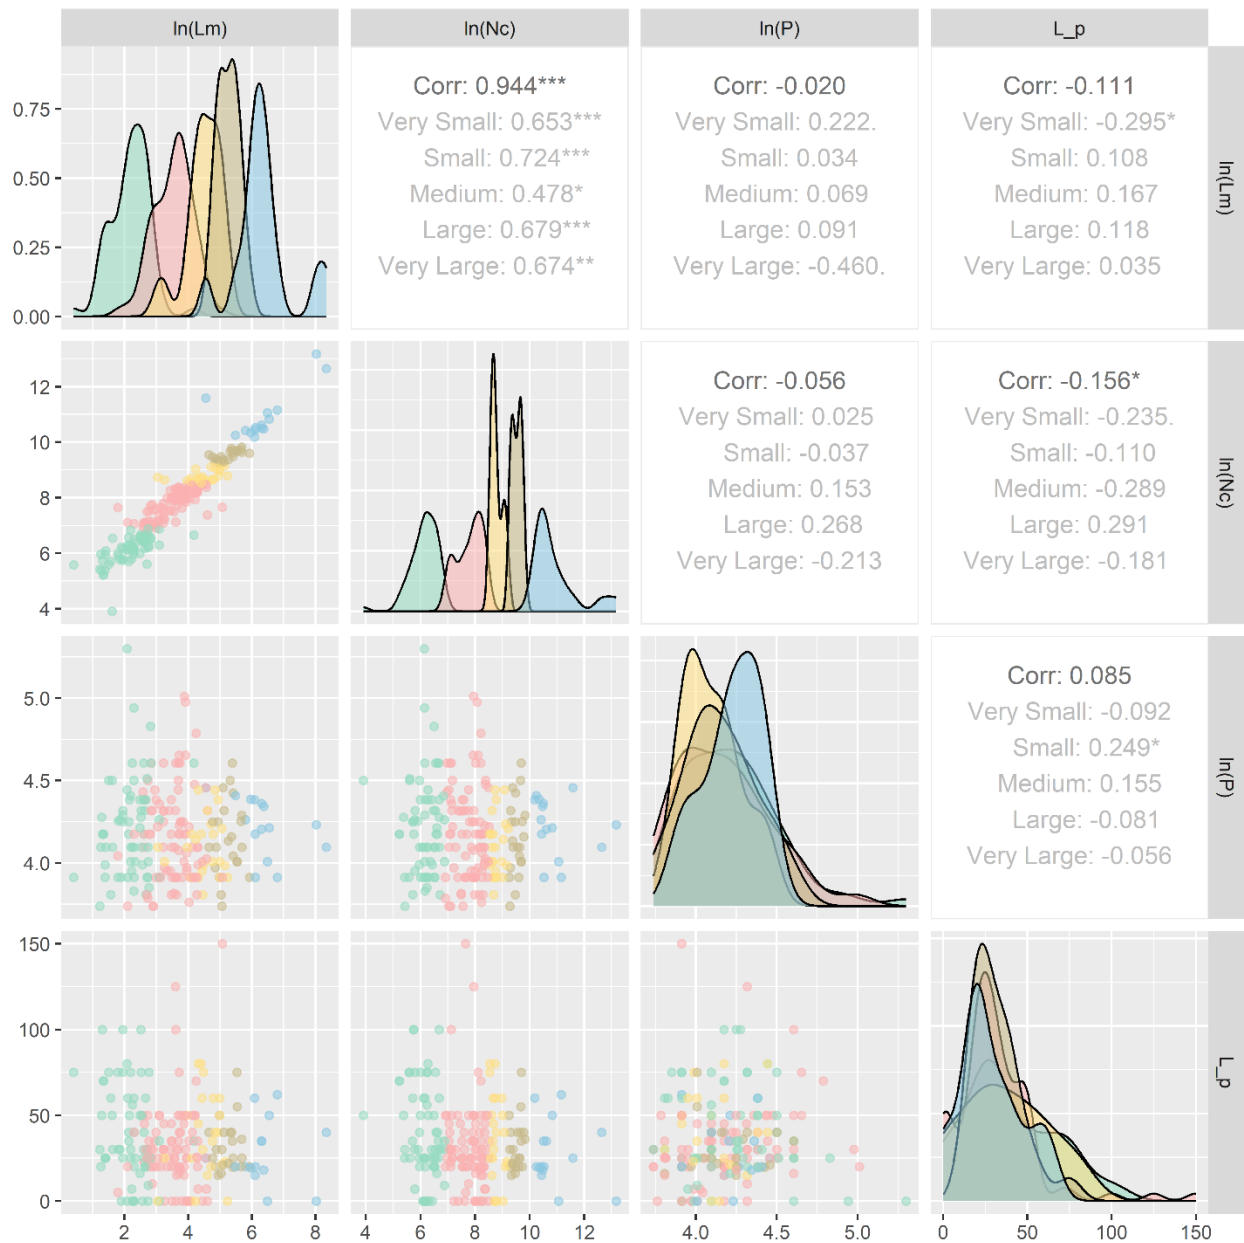 ln(Lm)
ln(Nc)
ln(P)
L_p
Corr: 0.944***
Very Small: 0.653***
Small: 0.724***
Medium: 0.478*
Large: 0.679***
Very Large: 0.674**
Corr: -0.020
Very Small: 0.222.
Small: 0.034
Medium: 0.069
Large: 0.091
Very Large: -0.460.
Corr: -0.111
Very Small: -0.295*
Small: 0.108
Medium: 0.167
Large: 0.118
Very Large: 0.035
ln(Lm)
0.75
0.50
0.25
0.00
Corr: -0.056
Very Small: 0.025
Small: -0.037
Medium: 0.153
Large: 0.268
Very Large: -0.213
Corr: -0.156*
Very Small: -0.235.
Small: -0.110
Medium: -0.289
Large: 0.291
Very Large: -0.181
ln(Nc)
12
10
8
6
4
Corr: 0.085
Very Small: -0.092
Small: 0.249*
Medium: 0.155
Large: -0.081
Very Large: -0.056
ln(P)
5.0
4.5
4.0
L_p
150
100
50
0
2 4 6 8
4 6 8 10 12
4.0 4.5 5.0
0 50 100 150